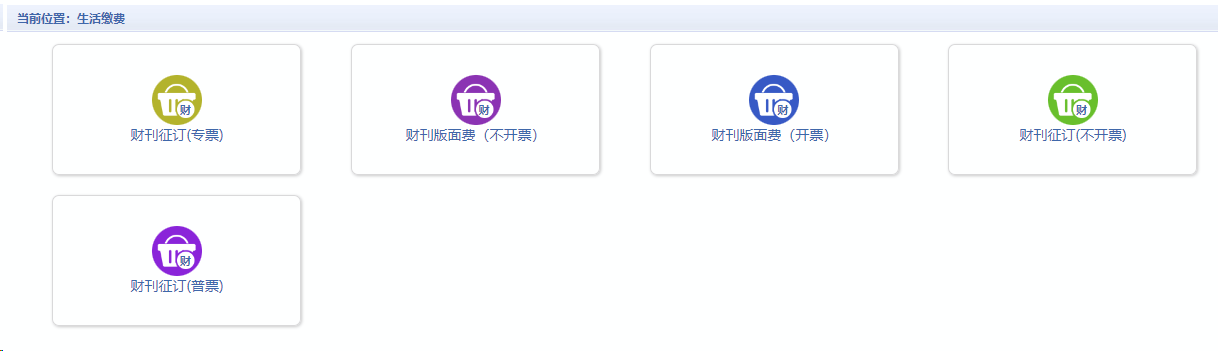 当前位置：生活缴费
财
财刊征订(专票)
财
财刊版面费（不开票）
财
财刊版面费（开票）
财
财刊征订(不开票)
财
财刊征订(普票)